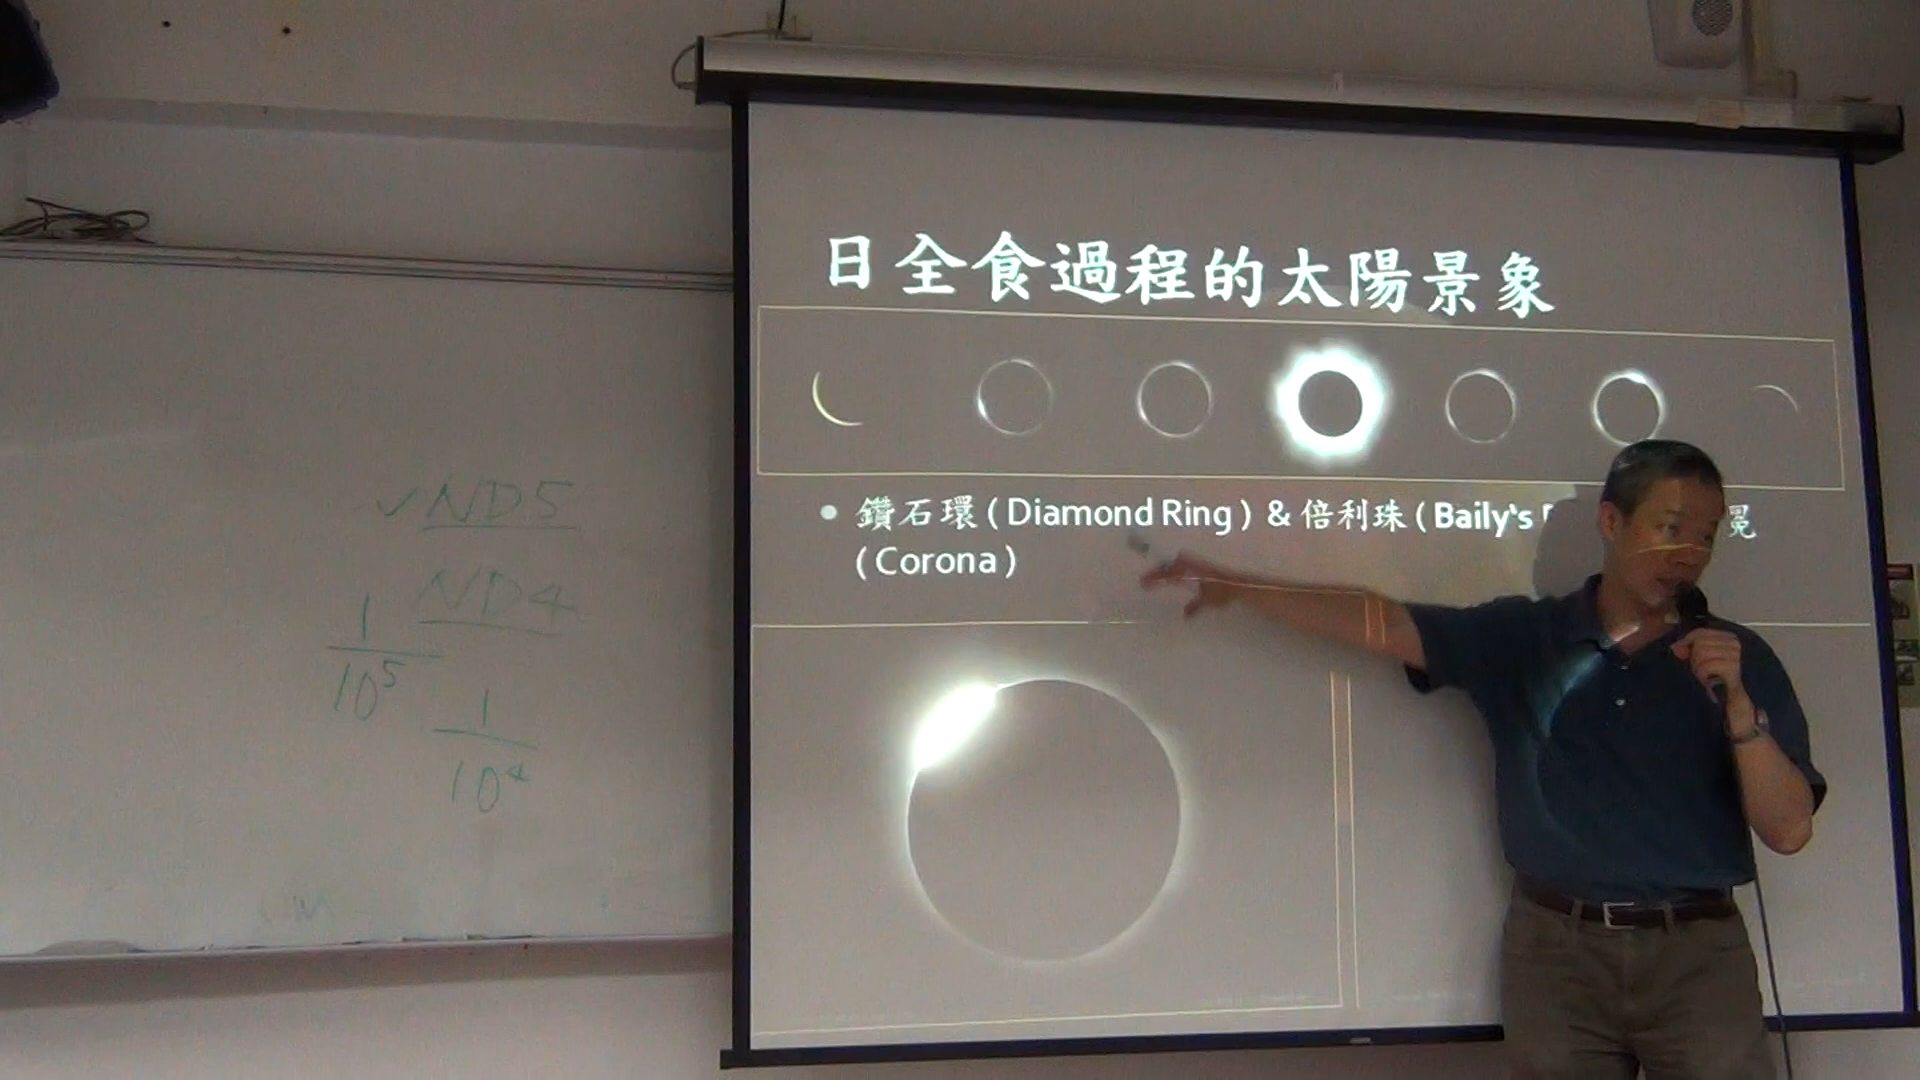 日全食過程的太陽景象
• 鑽石環 ( Diamond Ring ) & 倍利珠 ( Baily's 冕
( Corona )
✓ND5
ND4
1
10⁵
1
10⁴